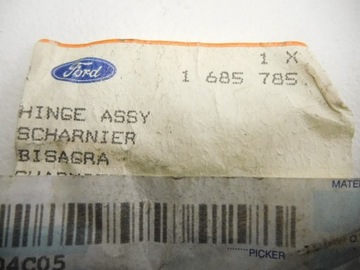 Ford
1 X
1 685 785
HINGE ASSY
SCHARNIER
BISAGRA
MATE
04C05
PICKER